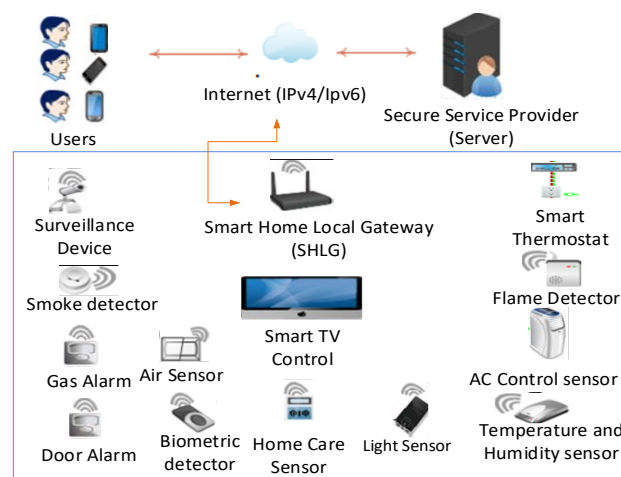 Users
Internet (IPv4/Ipv6)
Secure Service Provider
(Server)
Surveillance
Device
Smart Home Local Gateway
(SHLG)
Smart
Thermostat
Smoke detector
Smart TV
Control
Flame Detector
Gas Alarm
Air Sensor
AC Control sensor
Door Alarm
Biometric
detector
Home Care
Sensor
Light Sensor
Temperature and
Humidity sensor